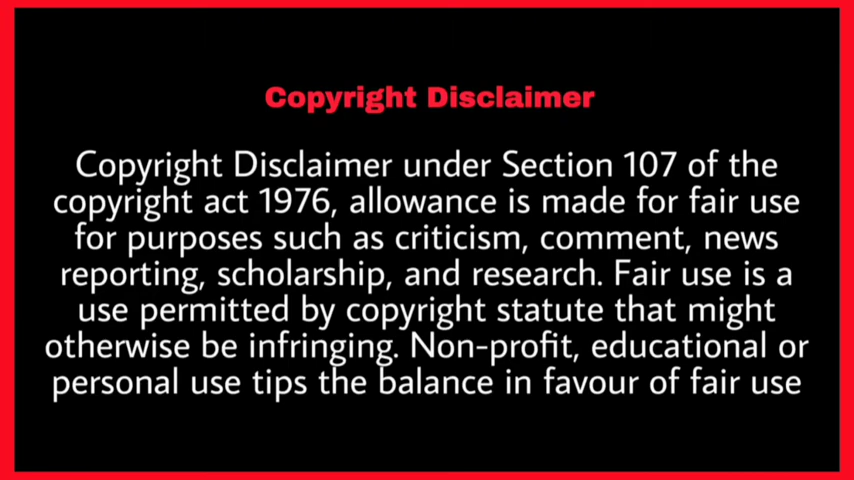 Copyright Disclaimer
Copyright Disclaimer under Section 107 of the
copyright act 1976, allowance is made for fair use
for purposes such as criticism, comment, news
reporting, scholarship, and research. Fair use is a
use permitted by copyright statute that might
otherwise be infringing. Non-profit, educational or
personal use tips the balance in favour of fair use